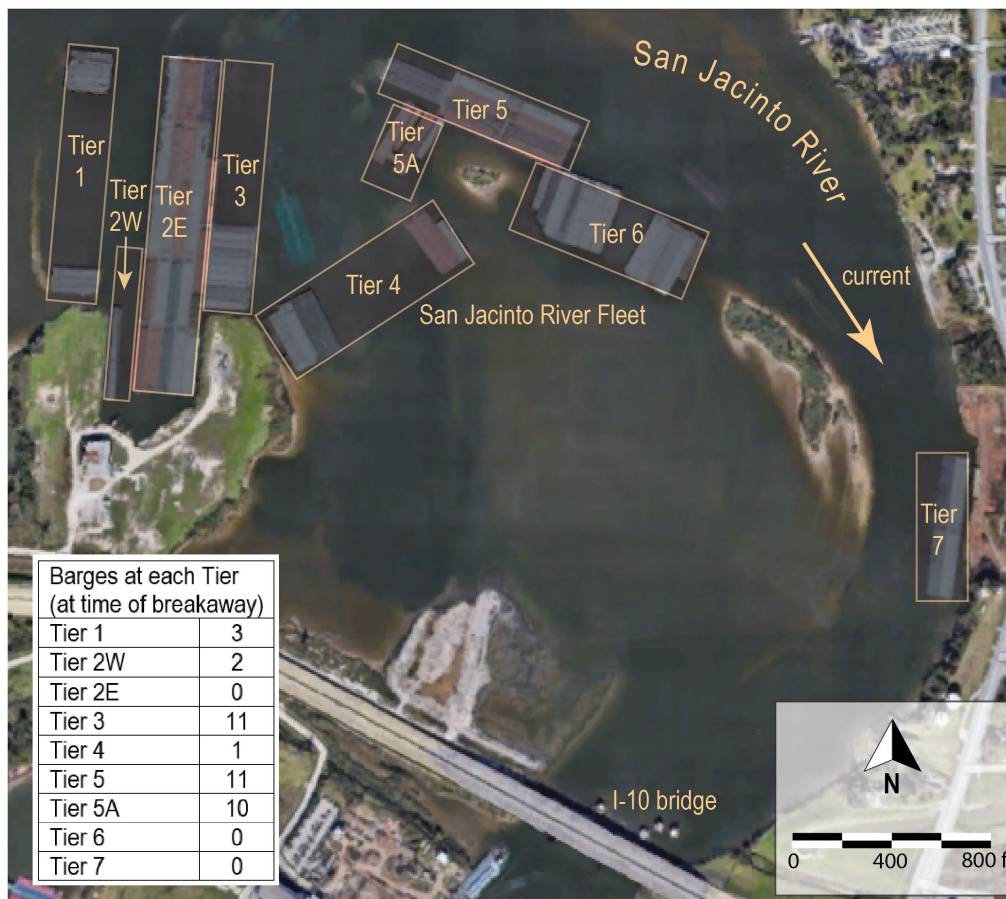 San Jacinto River
Tier 1
Tier 2W
Tier 2E
Tier 3
Tier 5
Tier 5A
Tier 4
Tier 6
San Jacinto River Fleet
current
Tier 7
Barges at each Tier
(at time of breakaway)
Tier 1 3
Tier 2W 2
Tier 2E 0
Tier 3 11
Tier 4 1
Tier 5 11
Tier 5A 10
Tier 6 0
Tier 7 0
I-10 bridge
N
0 400 800 f